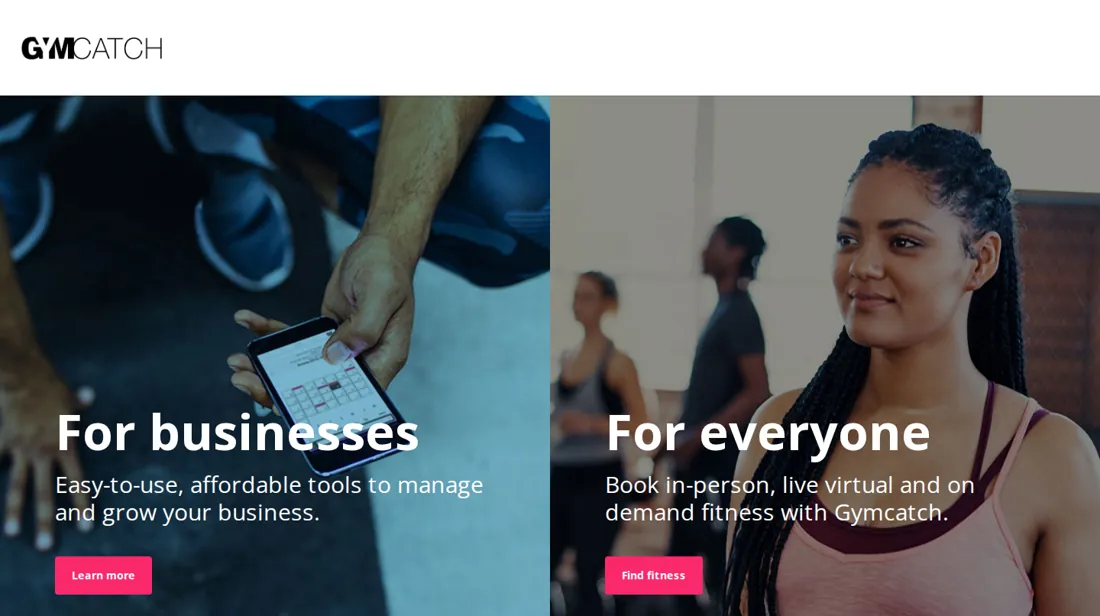 GYMCATCH
For businesses
Easy-to-use, affordable tools to manage
and grow your business.
Learn more
For everyone
Book in-person, live virtual and on
demand fitness with Gymcatch.
Find fitness